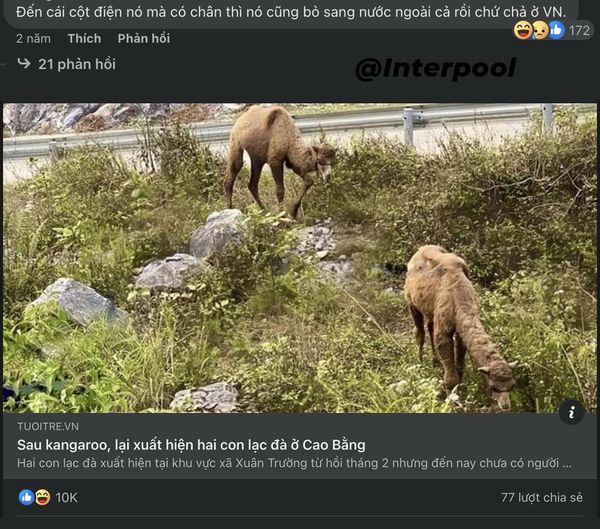 Đến cái cột điện nó mà có chân thì nó cũng bỏ sang nước ngoài cả rồi chứ chả ở VN.
2 năm Thích Phản hồi
172
21 phản hồi
@Interpool
TUOITRE.VN
Sau kangaroo, lại xuất hiện hai con lạc đà ở Cao Bằng
Hai con lạc đà xuất hiện tại khu vực xã Xuân Trường từ hồi tháng 2 nhưng đến nay chưa có người ...
10K
77 lượt chia sẻ